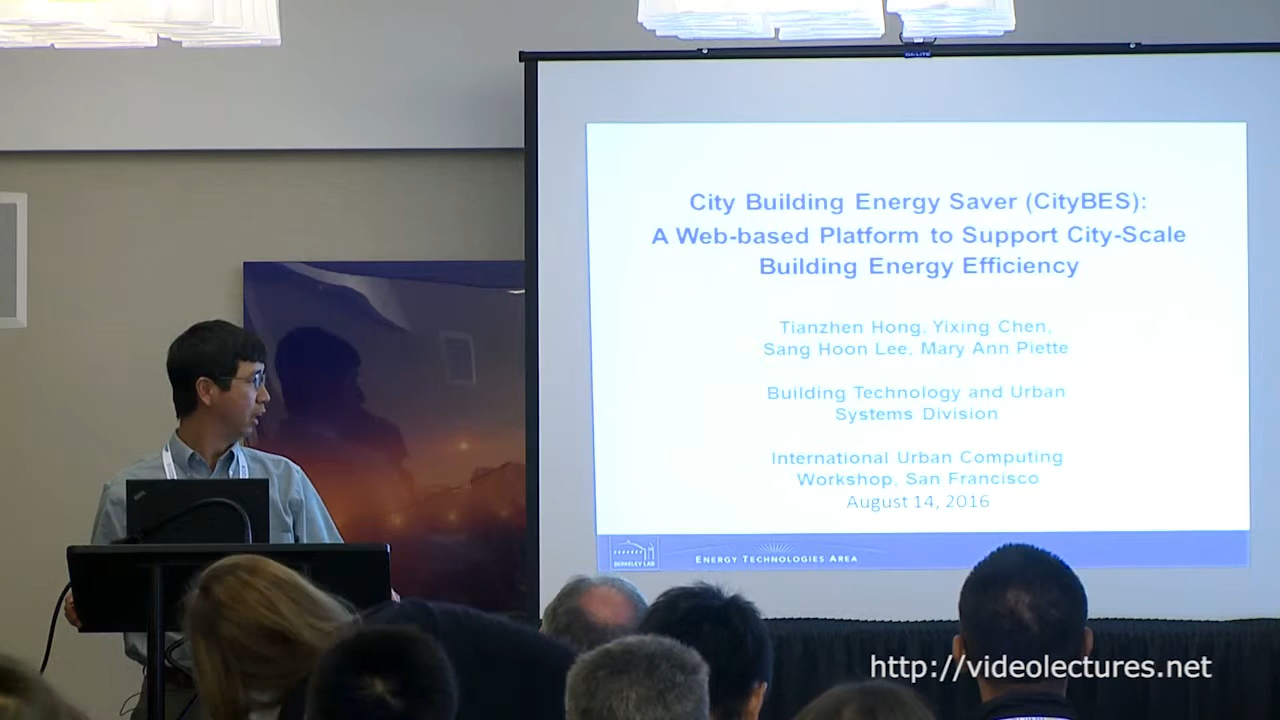 City Building Energy Saver (CityBES):
A Web-based Platform to Support City-Scale
Building Energy Efficiency
Tianzhen Hong, Yixing Chen,
Sang Hoon Lee, Mary Ann Piette
Building Technology and Urban
Systems Division
International Urban Computing
Workshop, San Francisco
August 14, 2016
BERKELEY LAB
ENERGY TECHNOLOGIES AREA
http://videolectures.net